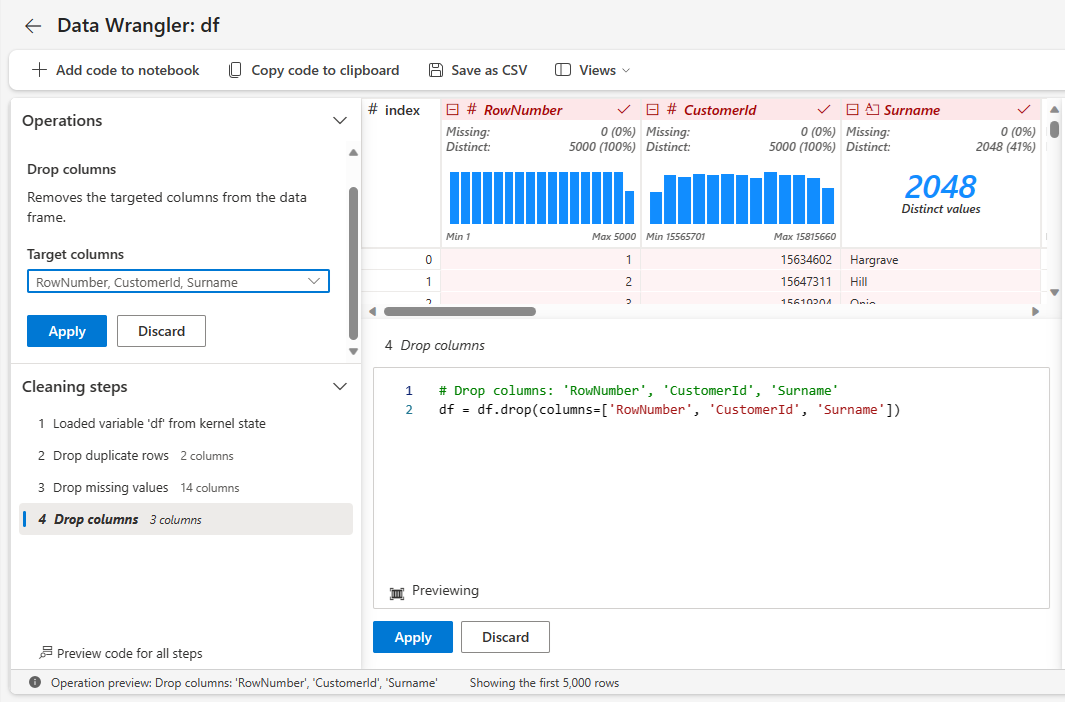 Data Wrangler: df
Add code to notebook Copy code to clipboard Save as CSV Views
Operations
Drop columns
Removes the targeted columns from the data
frame.
Target columns
RowNumber, CustomerId, Surname
Apply Discard
Cleaning steps
1 Loaded variable 'df' from kernel state
2 Drop duplicate rows 2 columns
3 Drop missing values 14 columns
4 Drop columns 3 columns
Preview code for all steps
# index # RowNumber # CustomerId A Surname
Missing: 0 (0%) Missing: 0 (0%) Missing: 0 (0%)
Distinct: 5000 (100%) Distinct: 5000 (100%) Distinct: 2048 (41%)
2048
Distinct values
Min 1 Max 5000 Min 15565701 Max 15815660
0 1 15634602 Hargrave
1 2 15647311 Hill
2 3 15619304 Onio
4 Drop columns
1 # Drop columns: 'RowNumber', 'CustomerId', 'Surname'
2 df = df.drop(columns=['RowNumber', 'CustomerId', 'Surname'])
Previewing
Apply Discard
Operation preview: Drop columns: 'RowNumber', 'CustomerId', 'Surname' Showing the first 5,000 rows